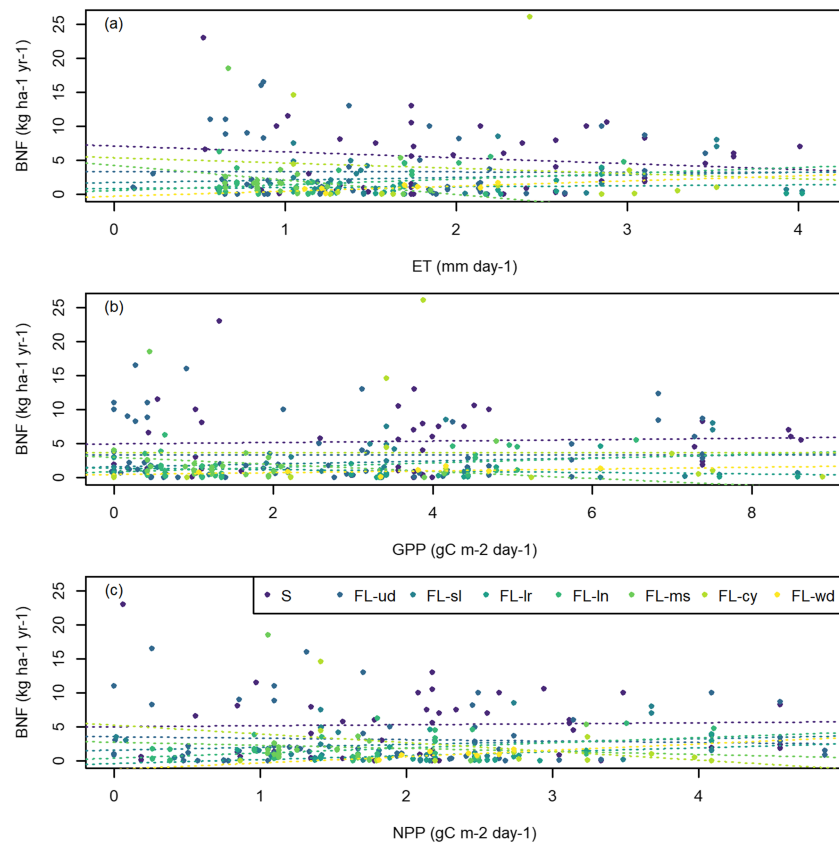 (a)
BNF (kg ha-1 yr-1)
25
20
15
10
5
0
0 1 2 3 4
ET (mm day-1)
(b)
BNF (kg ha-1 yr-1)
25
20
15
10
5
0
0 2 4 6 8
GPP (gC m-2 day-1)
(c)
S FL-ud FL-sl FL-lr FL-ln FL-ms FL-cy FL-wd
BNF (kg ha-1 yr-1)
25
20
15
10
5
0
0 1 2 3 4
NPP (gC m-2 day-1)